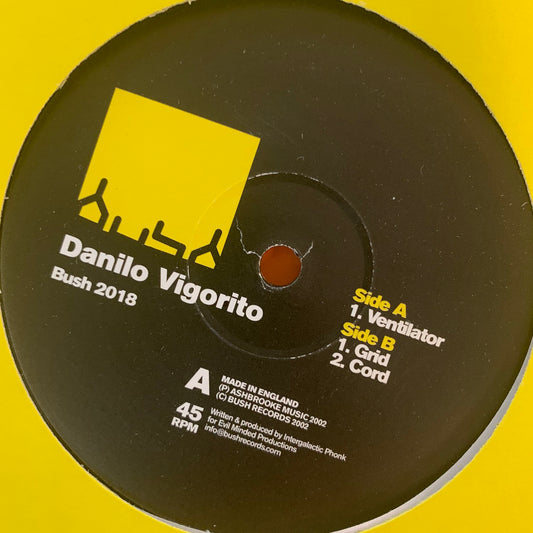 Bush
Danilo Vigorito
Bush 2018
Side A
1. Ventilator
Side B
1. Grid
2. Cord
A
45
RPM
MADE IN ENGLAND
(P) ASHBROOKE MUSIC 2002
(C) BUSH RECORDS 2002
Written & produced by Intergalactic Phonk
for Evil Minded Productions
info@bushrecords.com